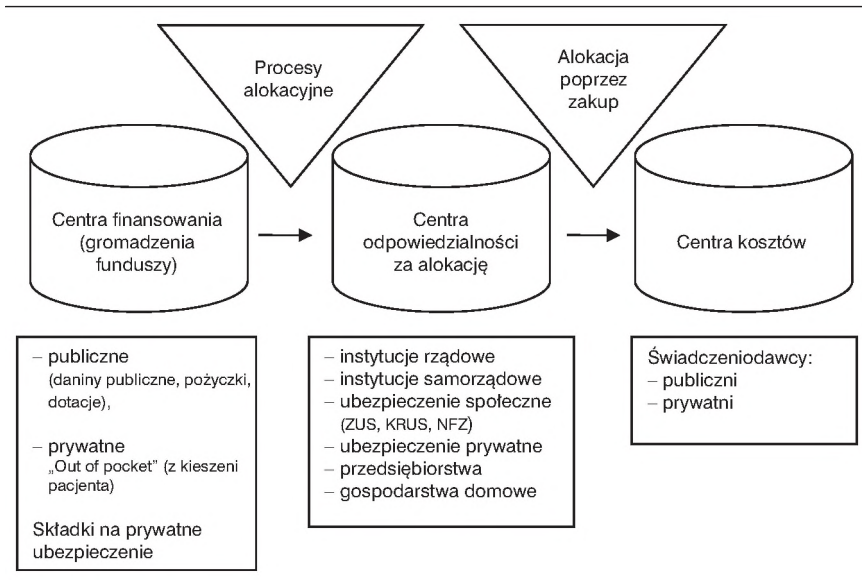 Procesy
alokacyjne
Alokacja
poprzez
zakup
Centra finansowania
(gromadzenia
funduszy)
Centra
odpowiedzialności
za alokację
Centra kosztów
– publiczne
(daniny publiczne, pożyczki,
dotacje),
– prywatne
„Out of pocket” (z kieszeni
pacjenta)
Składki na prywatne
ubezpieczenie
– instytucje rządowe
– instytucje samorządowe
– ubezpieczenie społeczne
(ZUS, KRUS, NFZ)
– ubezpieczenie prywatne
– przedsiębiorstwa
– gospodarstwa domowe
Świadczeniodawcy:
– publiczni
– prywatni